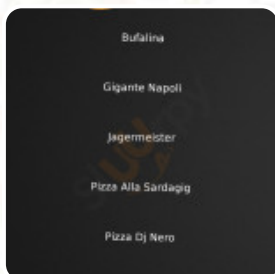 Bufalina
Gigante Napoli
Jagermeister
Pizza Alla Sardagig
Pizza Dj Nero